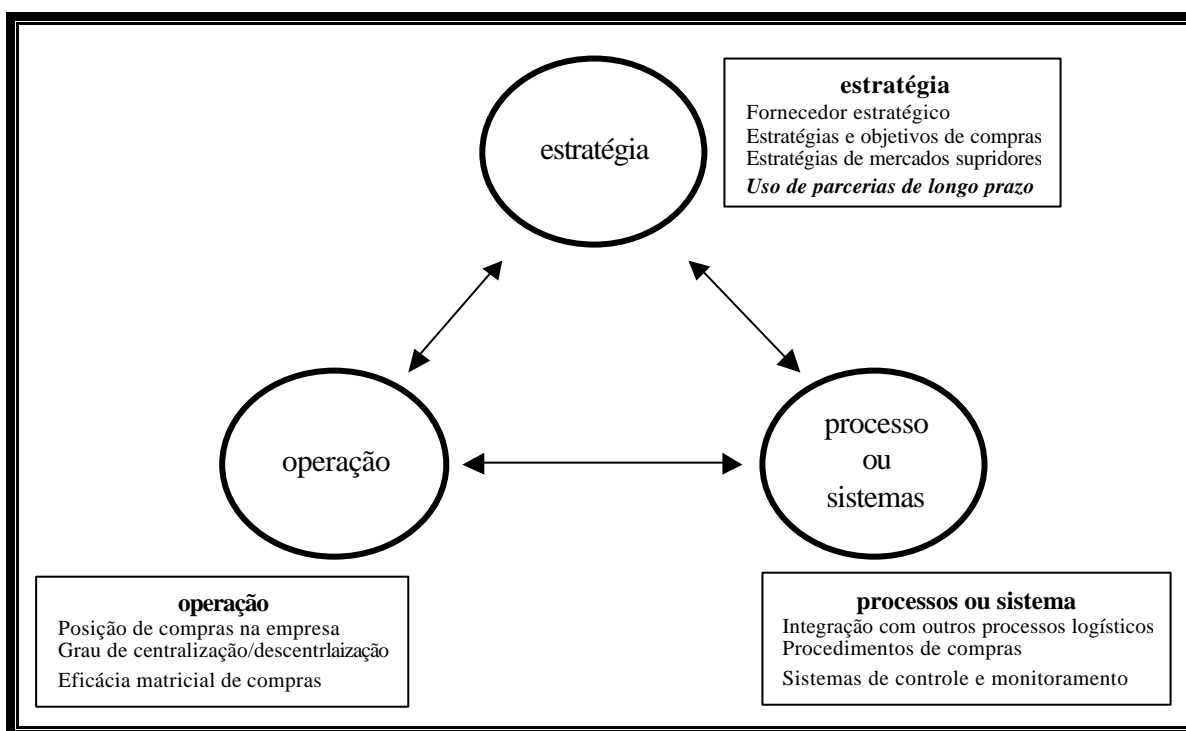 estratégia
estratégia
Fornecedor estratégico
Estratégias e objetivos de compras
Estratégias de mercados supridores
Uso de parcerias de longo prazo
operação
processo
ou
sistemas
operação
Posição de compras na empresa
Grau de centralização/descentrlaização
Eficácia matricial de compras
processos ou sistema
Integração com outros processos logísticos
Procedimentos de compras
Sistemas de controle e monitoramento